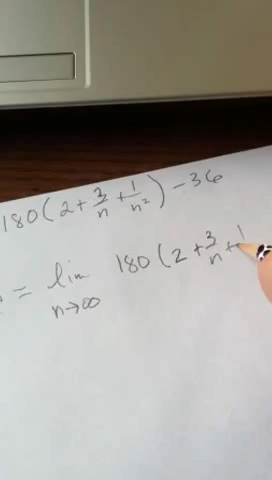 180(2+3/n+1/n²)-36
= lim n→∞ 180(2+3/n+1